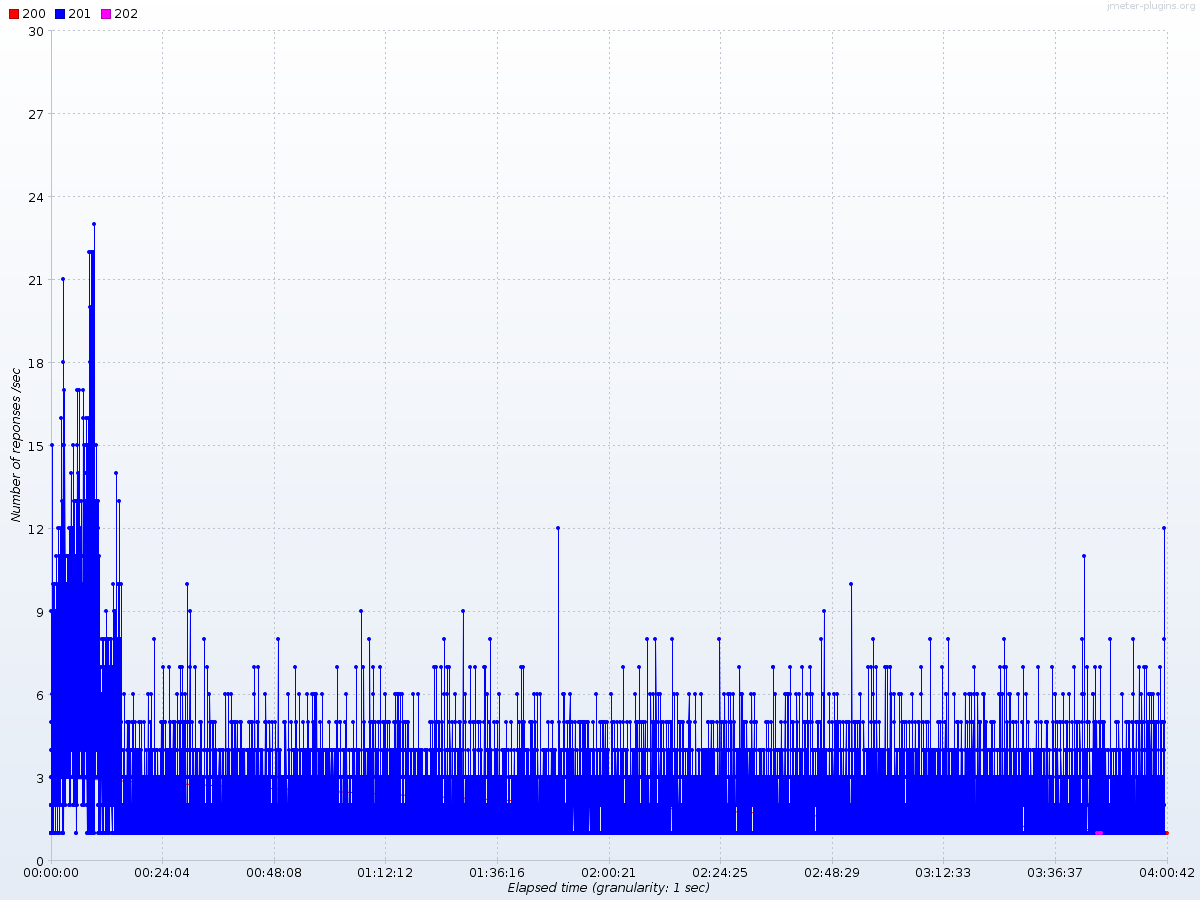 200 201 202
jmeter-plugins.org
30
27
24
21
18
15
12
9
6
3
0
Number of reponses /sec
00:00:00 00:24:04 00:48:08 01:12:12 01:36:16 02:00:21 02:24:25 02:48:29 03:12:33 03:36:37 04:00:42
Elapsed time (granularity: 1 sec)